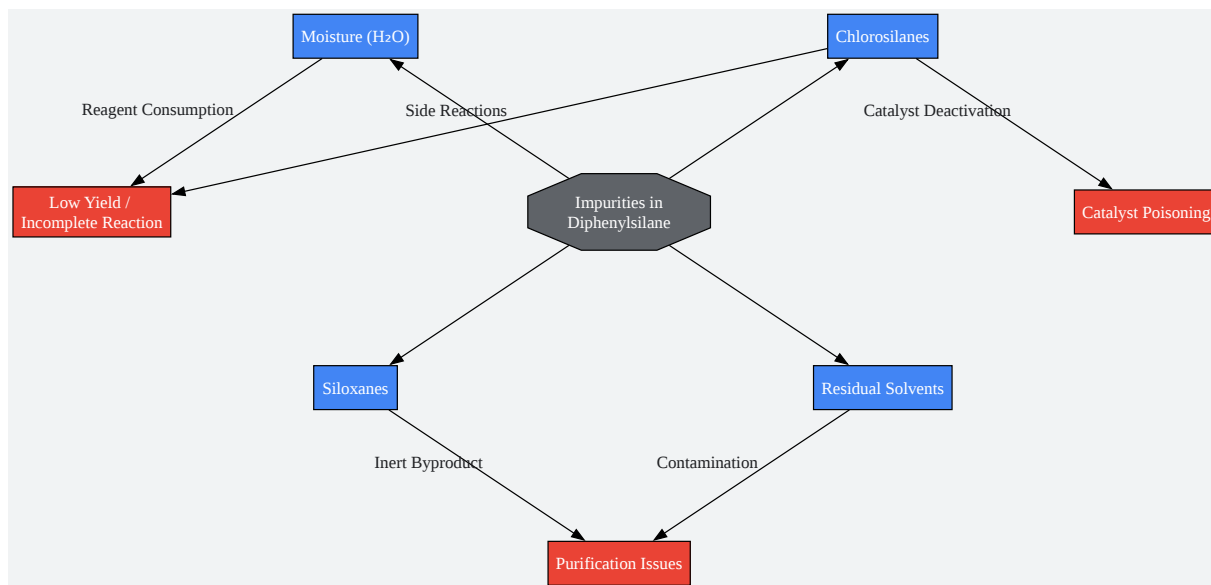 Moisture (H₂O)
Chlorosilanes
Reagent Consumption
Side Reactions
Catalyst Deactivation
Low Yield /
Incomplete Reaction
Impurities in
Diphenylsilane
Catalyst Poisoning
Siloxanes
Residual Solvents
Inert Byproduct
Contamination
Purification Issues